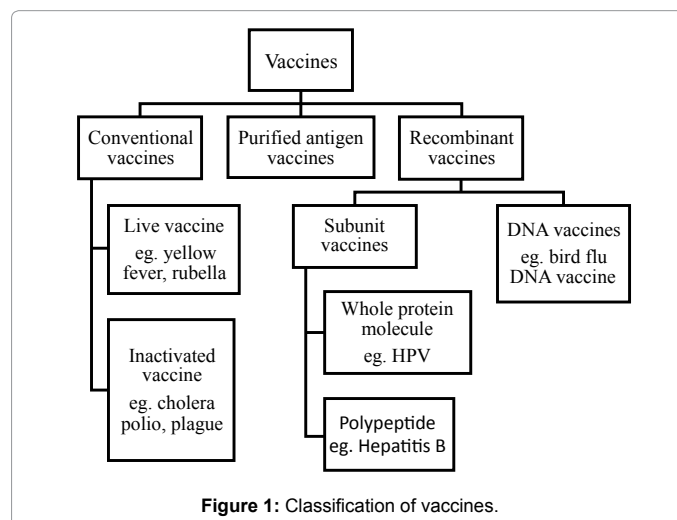 Vaccines
Conventional
vaccines
Purified antigen
vaccines
Recombinant
vaccines
Live vaccine
eg. yellow
fever, rubella
Inactivated
vaccine
eg. cholera
polio, plague
Subunit
vaccines
Whole protein
molecule
eg. HPV
Polypeptide
eg. Hepatitis B
DNA vaccines
eg. bird flu
DNA vaccine
Figure 1: Classification of vaccines.